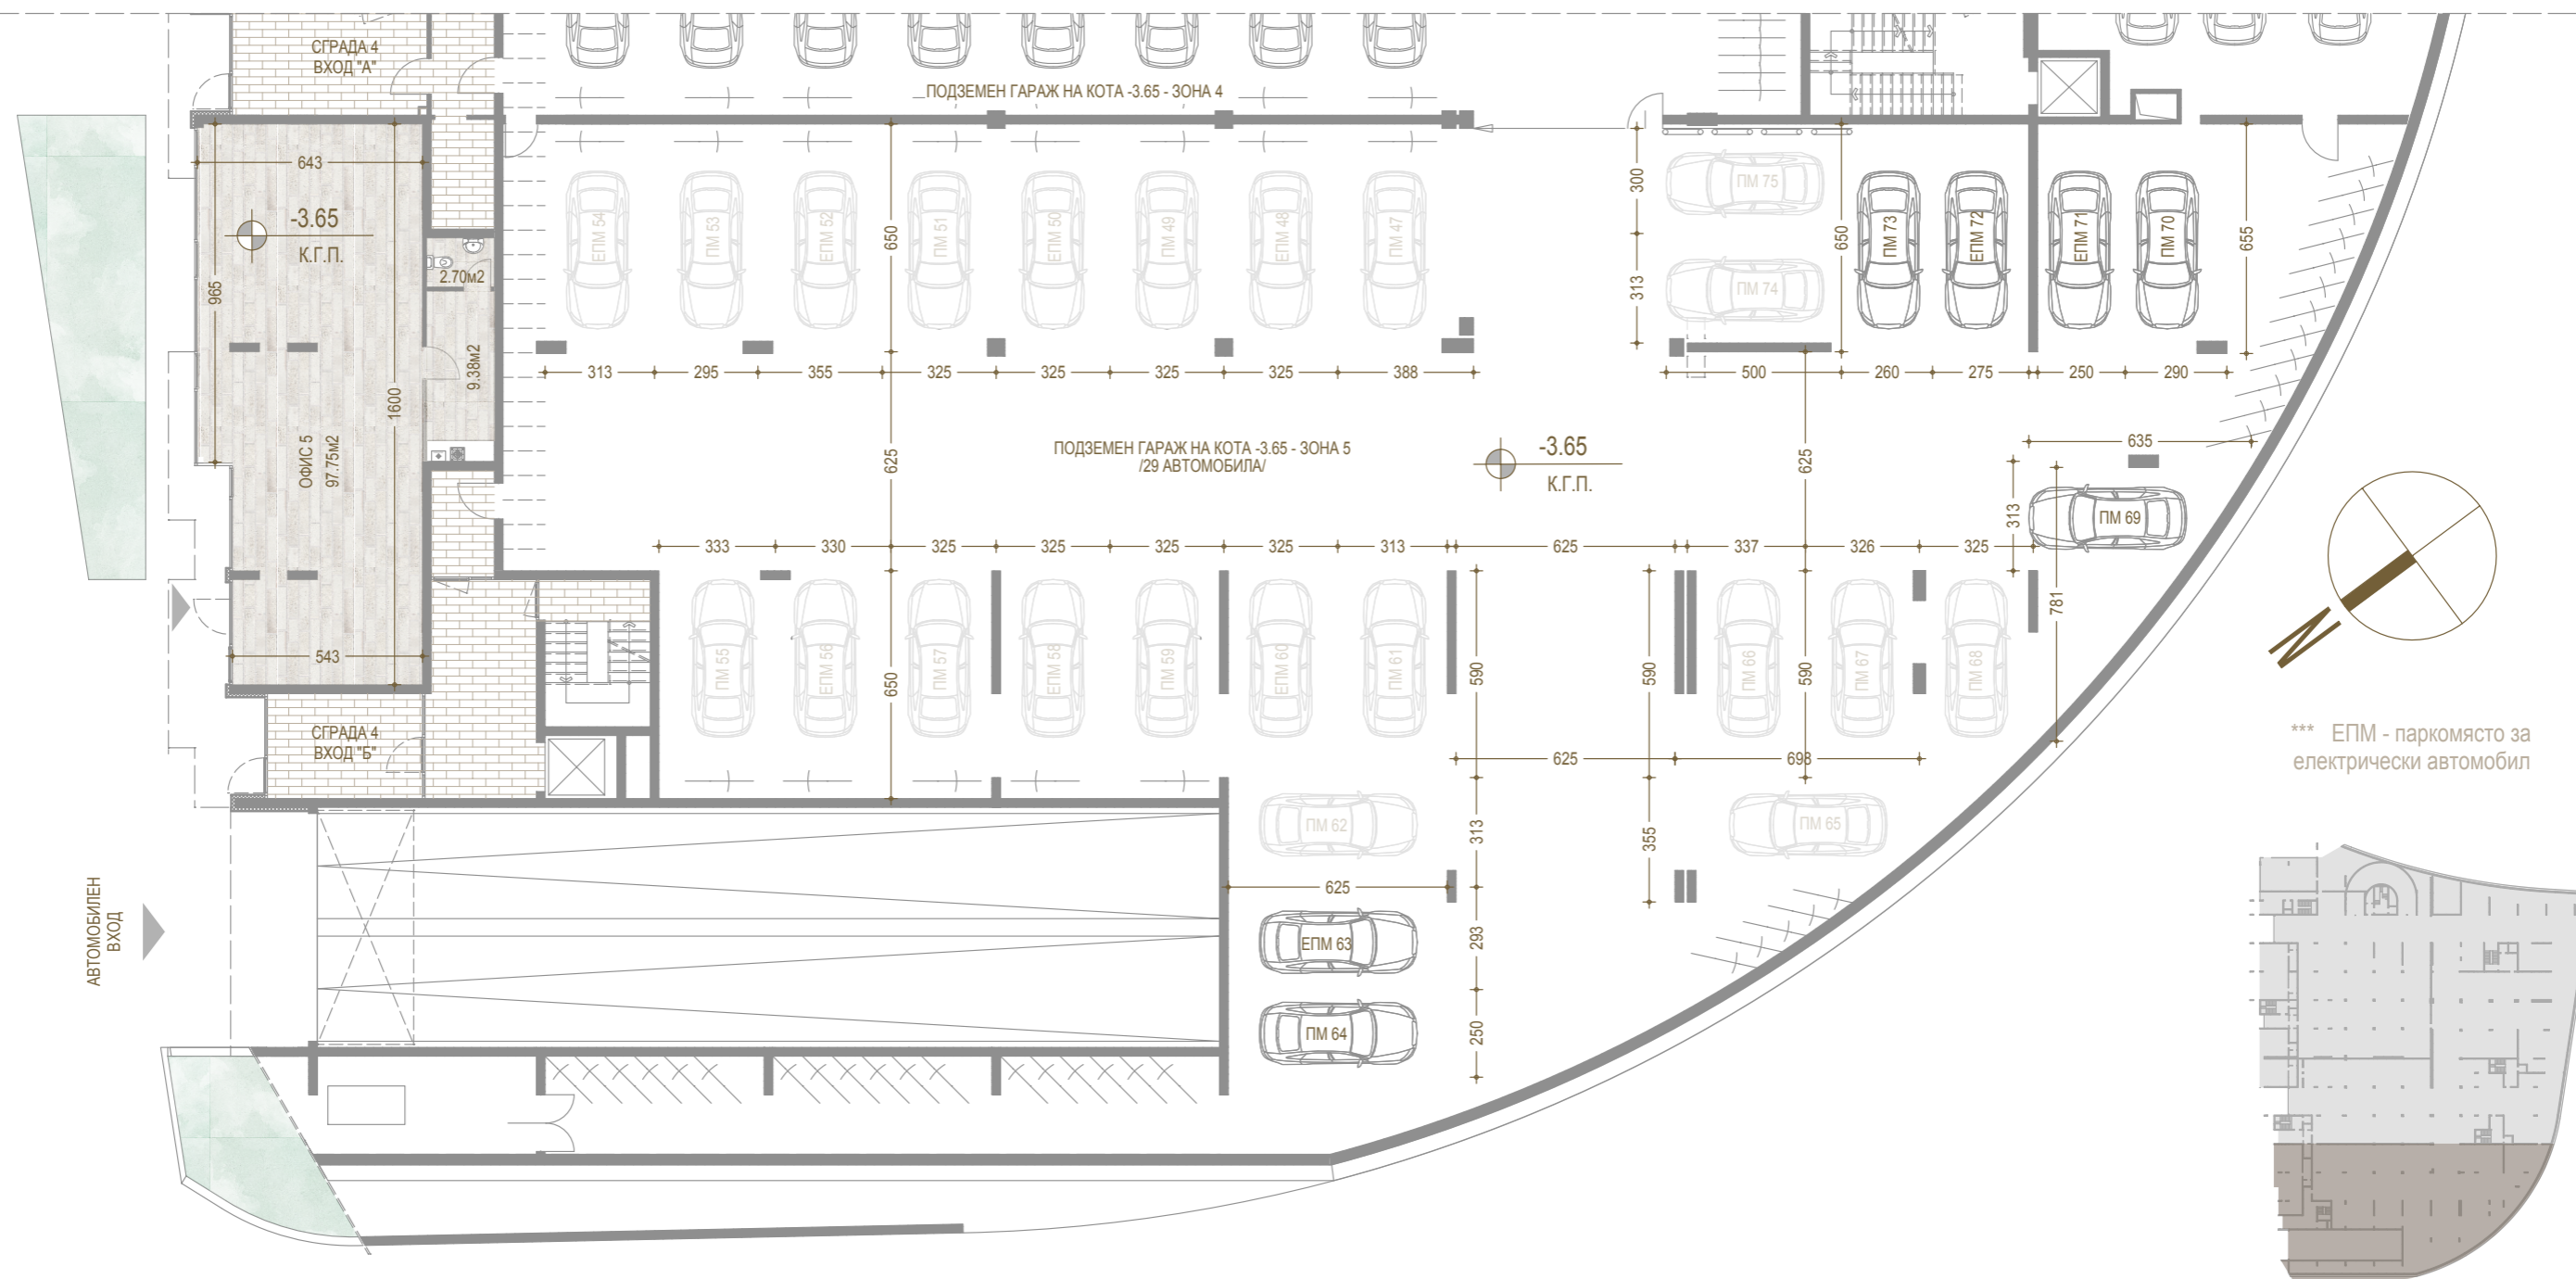 СГРАДА 4
ВХОД "А"
ПОДЗЕМЕН ГАРАЖ НА КОТА -3.65 - ЗОНА 4
643
-3.65
К.Г.П.
965
1600
2.70м2
9.38м2
ОФИС 5
97.75м2
543
ЕПМ 54
ПМ 53
ЕПМ 52
ПМ 51
ЕПМ 50
ПМ 49
ЕПМ 48
ПМ 47
650
300
313
ПМ 75
ПМ 74
650
ПМ 73
ЕПМ 72
ЕПМ 71
ПМ 70
655
313
295
355
325
325
325
325
388
500
260
275
250
290
ПОДЗЕМЕН ГАРАЖ НА КОТА -3.65 - ЗОНА 5
/29 АВТОМОБИЛА/
-3.65
К.Г.П.
625
625
635
313
ПМ 69
781
333
330
325
325
325
325
313
625
337
326
325
ПМ 55
ЕПМ 56
ПМ 57
ЕПМ 58
ПМ 59
ЕПМ 60
ПМ 61
650
590
590
590
ПМ 66
ПМ 67
ПМ 68
СГРАДА 4
ВХОД "Б"
625
698
*** ЕПМ - паркомясто за
електрически автомобил
ПМ 62
313
355
ПМ 65
625
АВТОМОБИЛЕН
ВХОД
ЕПМ 63
293
ПМ 64
250
N